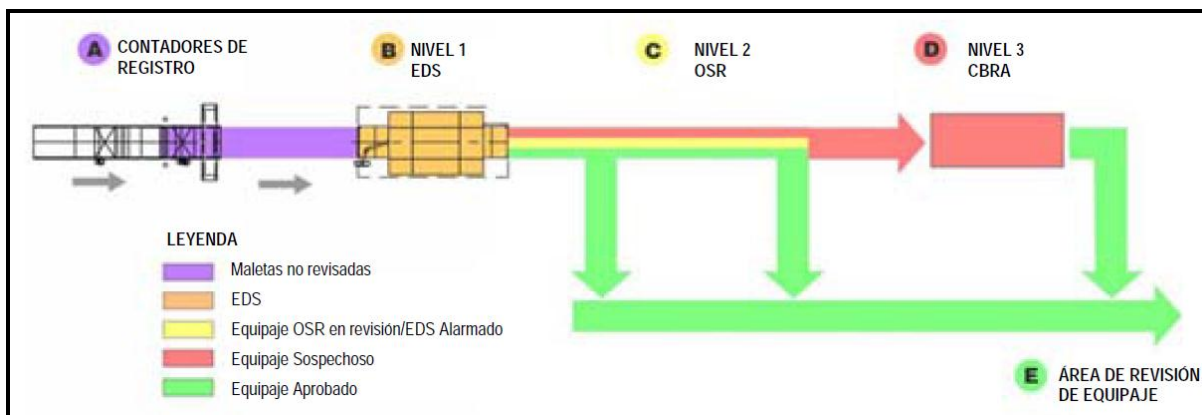 A CONTADORES DE
REGISTRO
B NIVEL 1
EDS
C NIVEL 2
OSR
D NIVEL 3
CBRA
LEYENDA
Maletas no revisadas
EDS
Equipaje OSR en revisión/EDS Alarmado
Equipaje Sospechoso
Equipaje Aprobado
E ÁREA DE REVISIÓN
DE EQUIPAJE